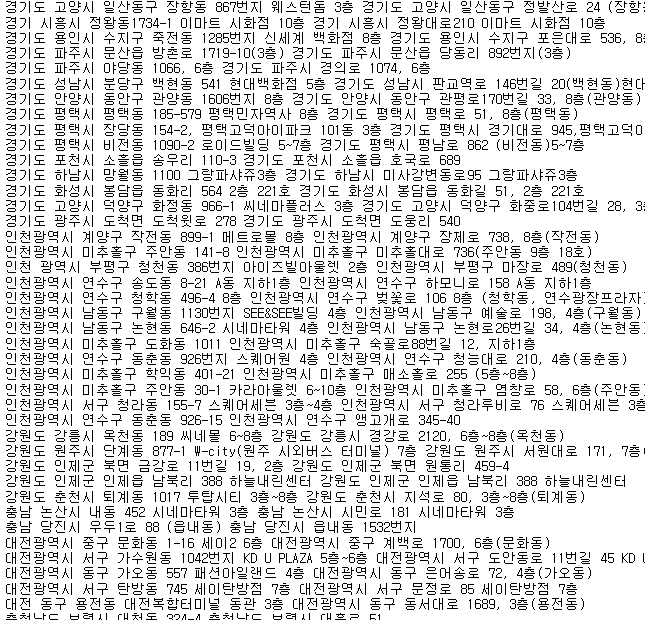 경기도 고양시 일산동구 장항동 867번지 웨스턴돔 3층 경기도 고양시 일산동구 정발산로 24 (장항
경기 시흥시 정왕동1734-1 이마트 시화점 10층 경기 시흥시 정왕대로210 이마트 시화점 10층
경기도 용인시 수지구 죽전동 1285번지 신세계 백화점 8층 경기도 용인시 수지구 포은대로 536, 8
경기도 파주시 문산읍 방촌로 1719-10(3층) 경기도 파주시 문산읍 당동리 892번지(3층)
경기도 파주시 야당동 1066, 6층 경기도 파주시 경의로 1074, 6층
경기도 성남시 분당구 백현동 541 현대백화점 5층 경기도 성남시 판교역로 146번길 20(백현동)현대
경기도 안양시 동안구 관양동 1606번지 8층 경기도 안양시 동안구 관평로170번길 33, 8층(관양동)
경기도 평택시 평택동 185-579 평택민자역사 8층 경기도 평택시 평택로 51, 8층(평택동)
경기도 평택시 장당동 154-2, 평택고덕아이파크 101동 3층 경기도 평택시 경기대로 945,평택고덕아
경기도 평택시 비전동 1090-2 로이드빌딩 5~7층 경기도 평택시 평남로 862 (비전동)5~7층
경기도 포천시 소흘읍 송우리 110-3 경기도 포천시 소흘읍 호국로 689
경기도 하남시 망월동 1100 그랑파사쥬3층 경기도 하남시 미사강변동로95 그랑파사쥬3층
경기도 화성시 봉담읍 동화리 564 2층 221호 경기도 화성시 봉담읍 동화길 51, 2층 221호
경기도 고양시 덕양구 화정동 966-1 씨네마플러스 3층 경기도 고양시 덕양구 화중로104번길 28, 3
경기도 광주시 도척면 도척윗로 278 경기도 광주시 도척면 도웅리 540
인천광역시 계양구 작전동 899-1 메트로몰 8층 인천광역시 계양구 장제로 738, 8층(작전동)
인천광역시 미추홀구 주안동 141-8 인천광역시 미추홀구 미추홀대로 736(주안동 9층 18호)
인천 광역시 부평구 청천동 386번지 아이즈빌아울렛 2층 인천광역시 부평구 마장로 489(청천동)
인천광역시 연수구 송도동 8-21 A동 지하1층 인천광역시 연수구 하모니로 158 A동 지하1층
인천광역시 연수구 청학동 496-4 8층 인천광역시 연수구 벚꽃로 106 8층 (청학동, 연수광장프라자
인천광역시 남동구 구월동 1130번지 SEE&SEE빌딩 4층 인천광역시 남동구 예술로 198, 4층(구월동)
인천광역시 남동구 논현동 646-2 시네마타워 4층 인천광역시 남동구 논현로26번길 34, 4층(논현동
인천광역시 미추홀구 도화동 1011 인천광역시 미추홀구 숙골로88번길 12, 지하1층
인천광역시 연수구 동춘동 926번지 스퀘어원 4층 인천광역시 연수구 청능대로 210, 4층(동춘동)
인천광역시 미추홀구 학익동 401-21 인천광역시 미추홀구 매소홀로 255 (5층~8층)
인천광역시 미추홀구 주안동 30-1 카라아울렛 6~10층 인천광역시 미추홀구 염창로 58, 6층(주안동
인천광역시 서구 청라동 155-7 스퀘어세븐 3층~4층 인천광역시 서구 청라루비로 76 스퀘어세븐 3층
인천광역시 연수구 동춘동 926-15 인천광역시 연수구 앵고개로 345-40
강원도 강릉시 옥천동 189 씨네몰 6~8층 강원도 강릉시 경강로 2120, 6층~8층(옥천동)
강원도 원주시 단계동 877-1 W-city(원주 시외버스 터미널) 7층 강원도 원주시 서원대로 171, 7층
강원도 인제군 북면 금강로 11번길 19, 2층 강원도 인제군 북면 원통리 459-4
강원도 인제군 인제읍 남북리 388 하늘내린센터 강원도 인제군 인제읍 남북리 388 하늘내린센터
강원도 춘천시 퇴계동 1017 투탑시티 3층~8층 강원도 춘천시 지석로 80, 3층~8층(퇴계동)
충남 논산시 내동 452 시네마타워 3층 충남 논산시 시민로 181 시네마타워 3층
충남 당진시 우두1로 88 (읍내동) 충남 당진시 읍내동 1532번지
대전광역시 중구 문화동 1-16 세이2 6층 대전광역시 중구 계백로 1700, 6층(문화동)
대전광역시 서구 가수원동 1042번지 KD U PLAZA 5층~6층 대전광역시 서구 도안동로 11번길 45 KD U
대전광역시 동구 가오동 557 패션아일랜드 4층 대전광역시 동구 은어송로 72, 4층(가오동)
대전광역시 서구 탄방동 745 세이탄방점 7층 대전광역시 서구 문정로 85 세이탄방점 7층
대전 동구 용전동 대전복합터미널 동관 3층 대전광역시 동구 동서대로 1689, 3층(용전동)
충청남도 보령시 대천동 324-4 충청남도 보령시 대흥로 51